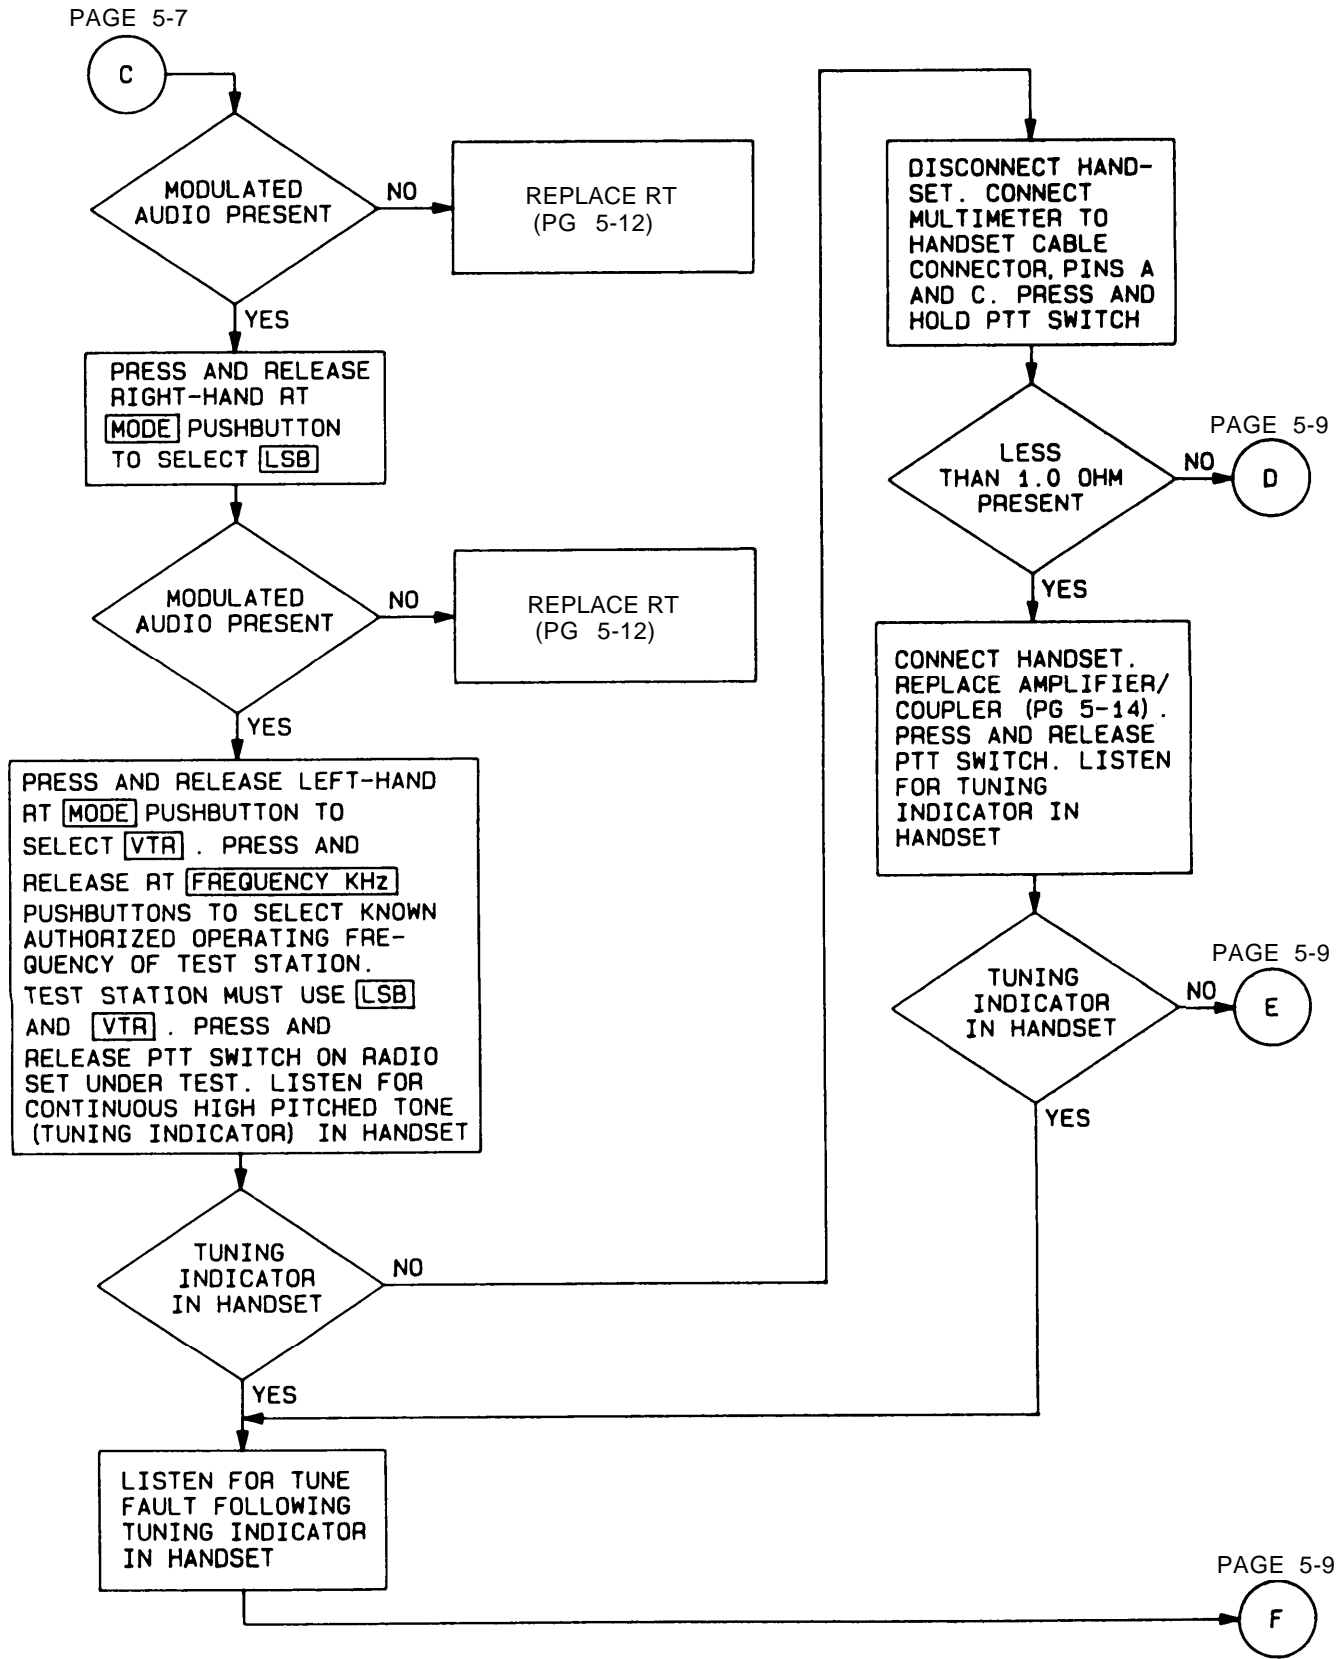 PAGE 5-7
C
MODULATED
AUDIO PRESENT
NO
REPLACE RT
(PG 5-12)
YES
PRESS AND RELEASE
RIGHT-HAND RT
MODE PUSHBUTTON
TO SELECT LSB
MODULATED
AUDIO PRESENT
NO
REPLACE RT
(PG 5-12)
YES
PRESS AND RELEASE LEFT-HAND
RT MODE PUSHBUTTON TO
SELECT VTR . PRESS AND
RELEASE RT FREQUENCY KHz
PUSHBUTTONS TO SELECT KNOWN
AUTHORIZED OPERATING FRE-
QUENCY OF TEST STATION.
TEST STATION MUST USE LSB
AND VTR . PRESS AND
RELEASE PTT SWITCH ON RADIO
SET UNDER TEST. LISTEN FOR
CONTINUOUS HIGH PITCHED TONE
(TUNING INDICATOR) IN HANDSET
TUNING
INDICATOR
IN HANDSET
NO
YES
LISTEN FOR TUNE
FAULT FOLLOWING
TUNING INDICATOR
IN HANDSET
DISCONNECT HAND-
SET. CONNECT
MULTIMETER TO
HANDSET CABLE
CONNECTOR, PINS A
AND C. PRESS AND
HOLD PTT SWITCH
LESS
THAN 1.0 OHM
PRESENT
NO
PAGE 5-9
D
YES
CONNECT HANDSET.
REPLACE AMPLIFIER/
COUPLER (PG 5-14).
PRESS AND RELEASE
PTT SWITCH. LISTEN
FOR TUNING
INDICATOR IN
HANDSET
TUNING
INDICATOR
IN HANDSET
NO
PAGE 5-9
E
YES
PAGE 5-9
F